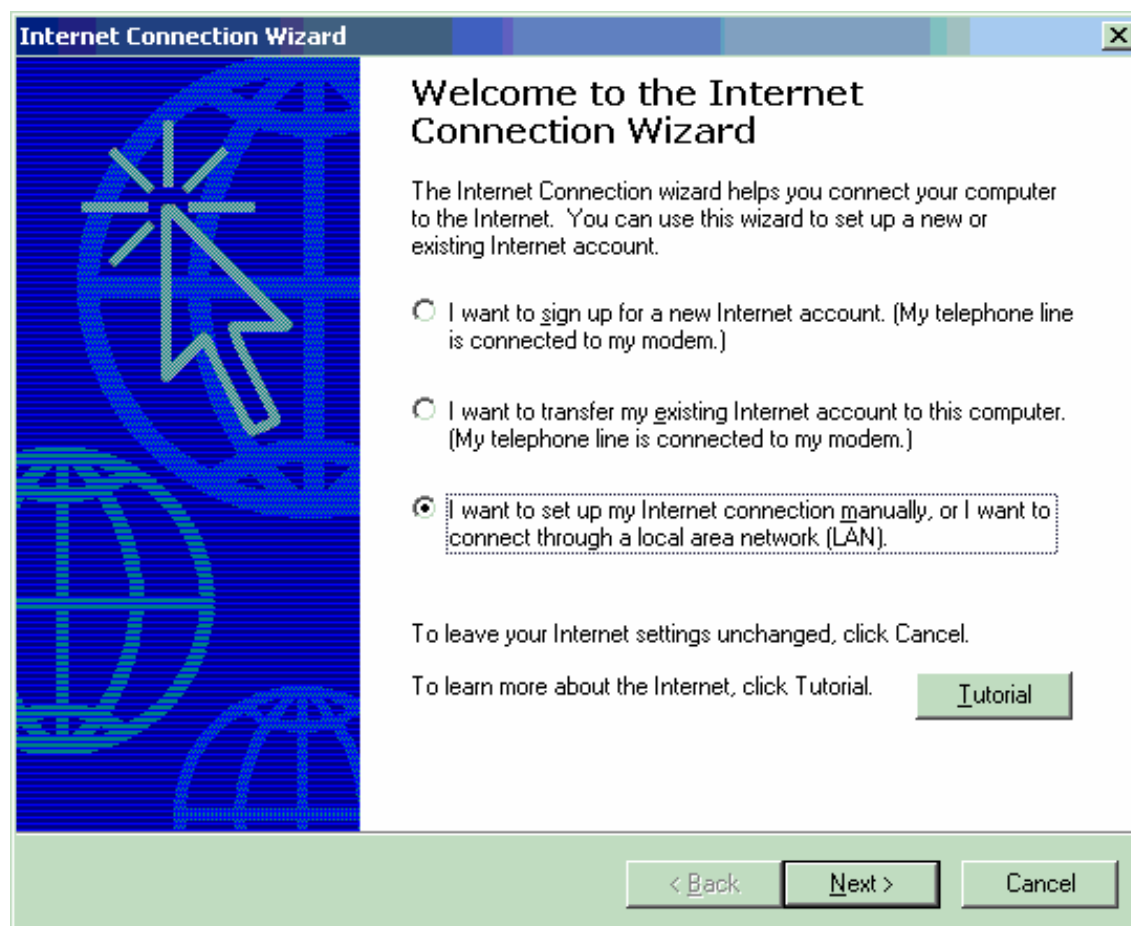 Internet Connection Wizard
Welcome to the Internet
Connection Wizard
The Internet Connection wizard helps you connect your computer
to the Internet. You can use this wizard to set up a new or
existing Internet account.
I want to sign up for a new Internet account. (My telephone line
is connected to my modem.)
I want to transfer my existing Internet account to this computer.
(My telephone line is connected to my modem.)
I want to set up my Internet connection manually, or I want to
connect through a local area network (LAN).
To leave your Internet settings unchanged, click Cancel.
To learn more about the Internet, click Tutorial.
Tutorial
< Back
Next >
Cancel